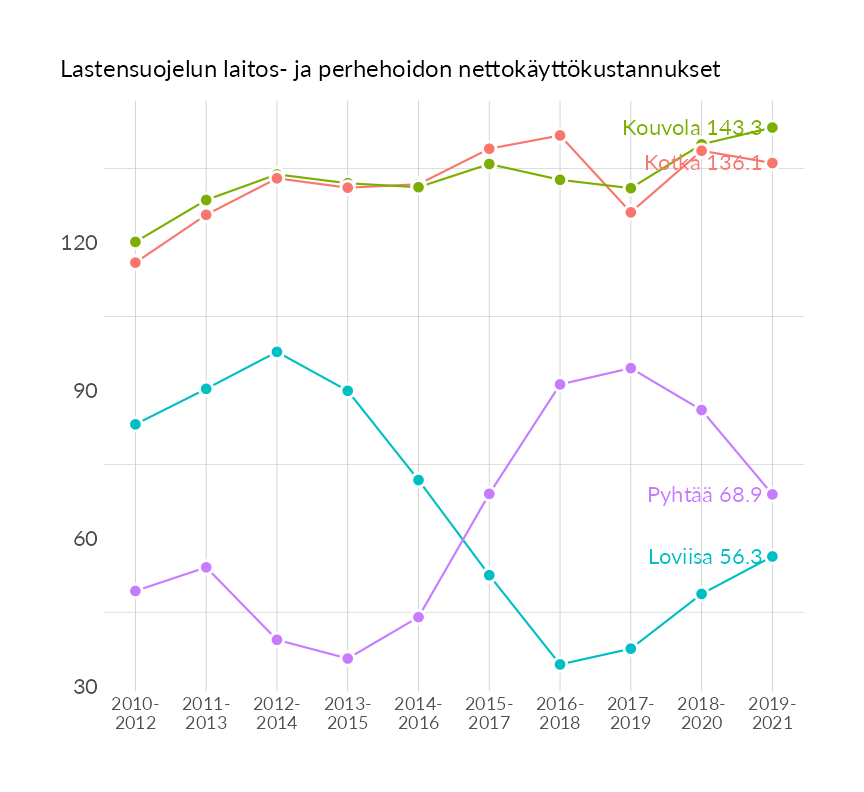 Lastensuojelun laitos- ja perhehoidon nettokäyttökustannukset
Kouvola 143.3
Kotka 136.1
120
90
Pyhtää 68.9
60
Loviisa 56.3
30
2010-2012
2011-2013
2012-2014
2013-2015
2014-2016
2015-2017
2016-2018
2017-2019
2018-2020
2019-2021